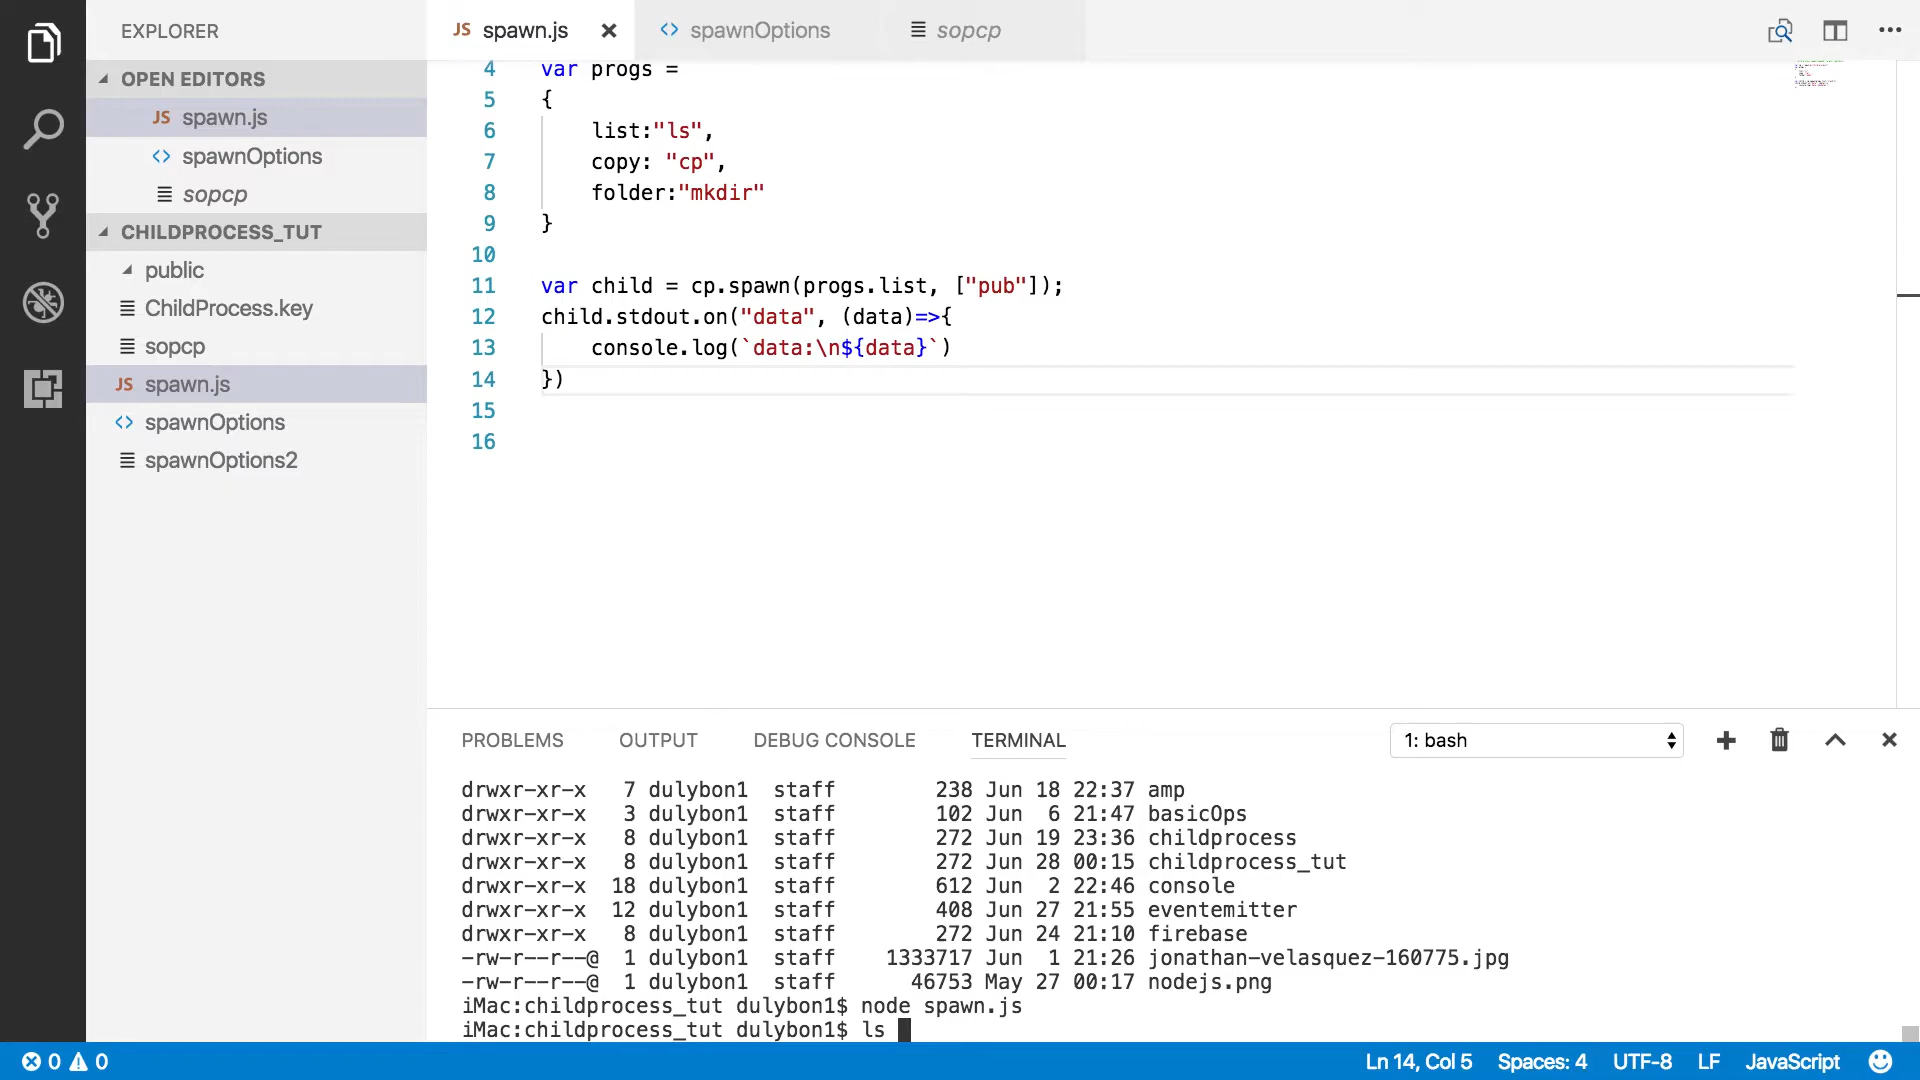 EXPLORER
JS spawn.js
<> spawnOptions
sopcp
OPEN EDITORS
JS spawn.js
<> spawnOptions
sopcp
CHILDPROCESS_TUT
public
ChildProcess.key
sopcp
JS spawn.js
<> spawnOptions
spawnOptions2
4 var progs =
5 {
6 list:"ls",
7 copy: "cp",
8 folder:"mkdir"
9 }
10
11 var child = cp.spawn(progs.list, ["pub"]);
12 child.stdout.on("data", (data)=>{
13 console.log(`data:\n${data}`)
14 })
15
16
PROBLEMS OUTPUT DEBUG CONSOLE TERMINAL 1: bash
drwxr-xr-x 7 dulybon1 staff 238 Jun 18 22:37 amp
drwxr-xr-x 3 dulybon1 staff 102 Jun 6 21:47 basicOps
drwxr-xr-x 8 dulybon1 staff 272 Jun 19 23:36 childprocess
drwxr-xr-x 8 dulybon1 staff 272 Jun 28 00:15 childprocess_tut
drwxr-xr-x 18 dulybon1 staff 612 Jun 2 22:46 console
drwxr-xr-x 12 dulybon1 staff 408 Jun 27 21:55 eventemitter
drwxr-xr-x 8 dulybon1 staff 272 Jun 24 21:10 firebase
-rw-r--r--@ 1 dulybon1 staff 1333717 Jun 1 21:26 jonathan-velasquez-160775.jpg
-rw-r--r--@ 1 dulybon1 staff 46753 May 27 00:17 nodejs.png
iMac:childprocess_tut dulybon1$ node spawn.js
iMac:childprocess_tut dulybon1$ ls
0 0 Ln 14, Col 5 Spaces: 4 UTF-8 LF JavaScript